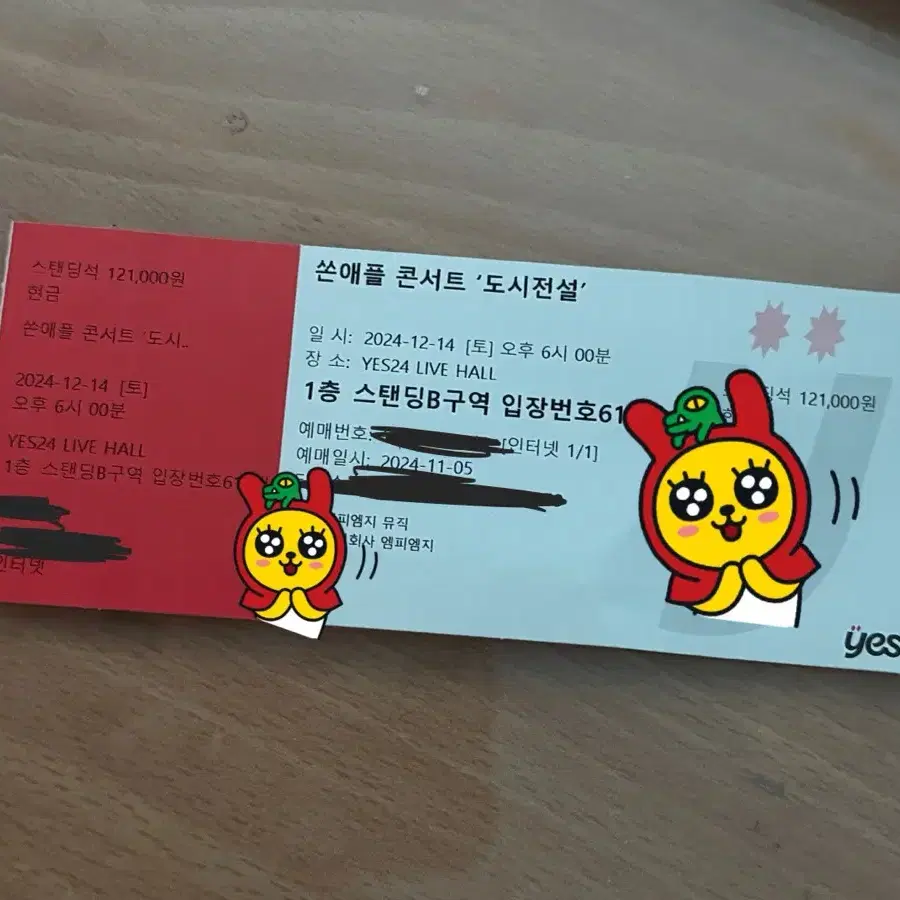 스탠딩석 121,000원
현금
쏜애플 콘서트 '도시..
2024-12-14 [토]
오후 6시 00분
YES24 LIVE HALL
1층 스탠딩B구역 입장번호6
인터넷
쏜애플 콘서트 '도시전설'
일 시: 2024-12-14 [토] 오후 6시 00분
장 소: YES24 LIVE HALL
1층 스탠딩B구역 입장번호61
예매번호: [인터넷 1/1]
예매일시: 2024-11-05
피엠지 뮤직
회사 엠피엠지
딩석 121,000원
yes